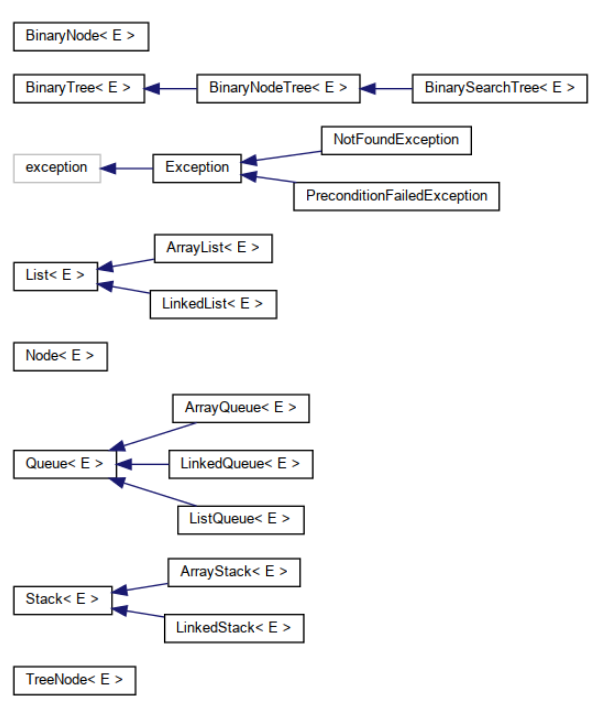 BinaryNode< E >
BinaryTree< E >
BinaryNodeTree< E >
BinarySearchTree< E >
exception
Exception
NotFoundException
PreconditionFailedException
List< E >
ArrayList< E >
LinkedList< E >
Node< E >
Queue< E >
ArrayQueue< E >
LinkedQueue< E >
ListQueue< E >
Stack< E >
ArrayStack< E >
LinkedStack< E >
TreeNode< E >